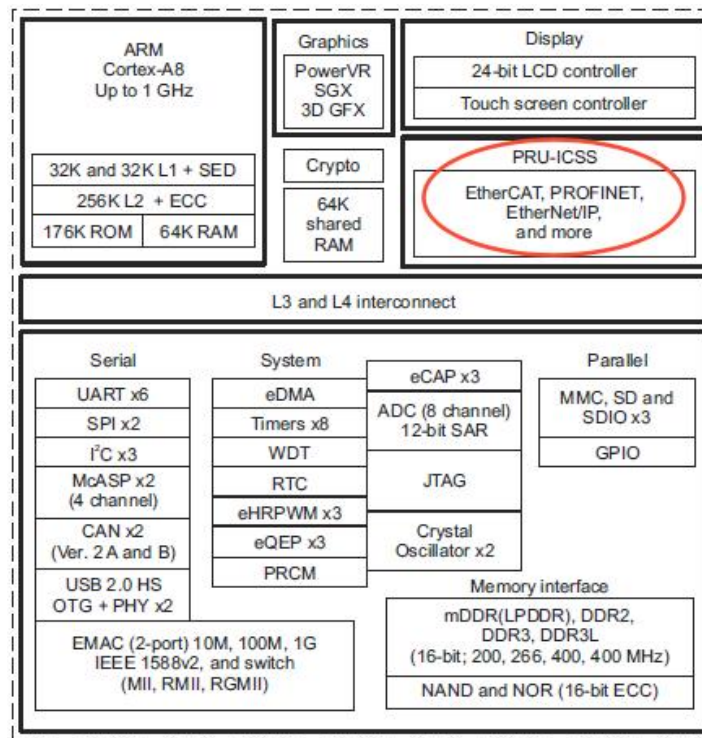 ARM
Cortex-A8
Up to 1 GHz
32K and 32K L1 + SED
256K L2 + ECC
176K ROM
64K RAM
Graphics
PowerVR
SGX
3D GFX
Crypto
64K
shared
RAM
Display
24-bit LCD controller
Touch screen controller
PRU-ICSS
EtherCAT, PROFINET,
EtherNet/IP,
and more
L3 and L4 interconnect
Serial
UART x6
SPI x2
I²C x3
McASP x2
(4 channel)
CAN x2
(Ver. 2 A and B)
USB 2.0 HS
OTG + PHY x2
EMAC (2-port) 10M, 100M, 1G
IEEE 1588v2, and switch
(MII, RMII, RGMII)
System
eDMA
Timers x8
WDT
RTC
eHRPWM x3
eQEP x3
PRCM
eCAP x3
ADC (8 channel)
12-bit SAR
JTAG
Crystal
Oscillator x2
Parallel
MMC, SD and
SDIO x3
GPIO
Memory interface
mDDR(LPDDR), DDR2,
DDR3, DDR3L
(16-bit; 200, 266, 400, 400 MHz)
NAND and NOR (16-bit ECC)